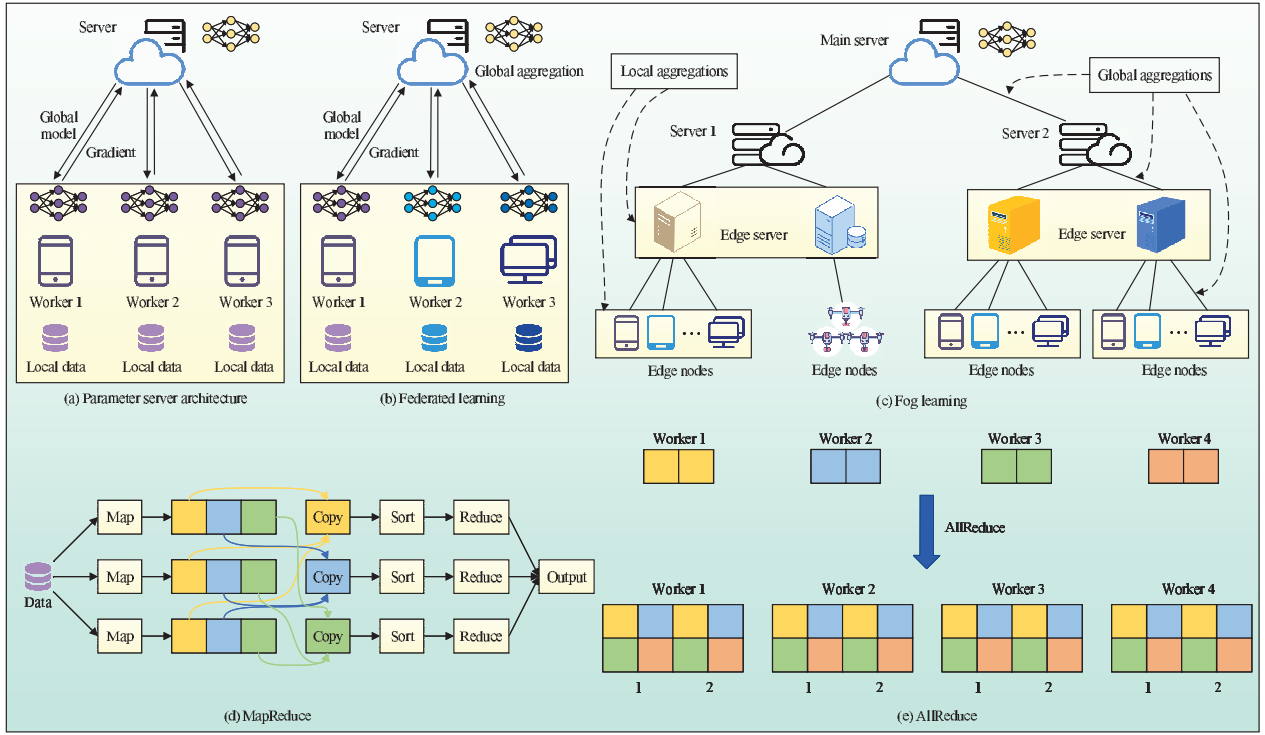 Server
Global
model
Gradient
Worker 1
Worker 2
Worker 3
Local data
Local data
Local data
(a) Parameter server architecture
Server
Global aggregation
Global
model
Gradient
Worker 1
Worker 2
Worker 3
Local data
Local data
Local data
(b) Federated learning
Main server
Local aggregations
Global aggregations
Server 1
Server 2
Edge server
Edge server
...
...
...
Edge nodes
Edge nodes
Edge nodes
Edge nodes
(c) Fog learning
Data
Map
Copy
Sort
Reduce
Map
Copy
Sort
Reduce
Output
Map
Copy
Sort
Reduce
(d) MapReduce
Worker 1
Worker 2
Worker 3
Worker 4
AllReduce
Worker 1
Worker 2
Worker 3
Worker 4
1
2
1
2
1
2
1
2
(e) AllReduce